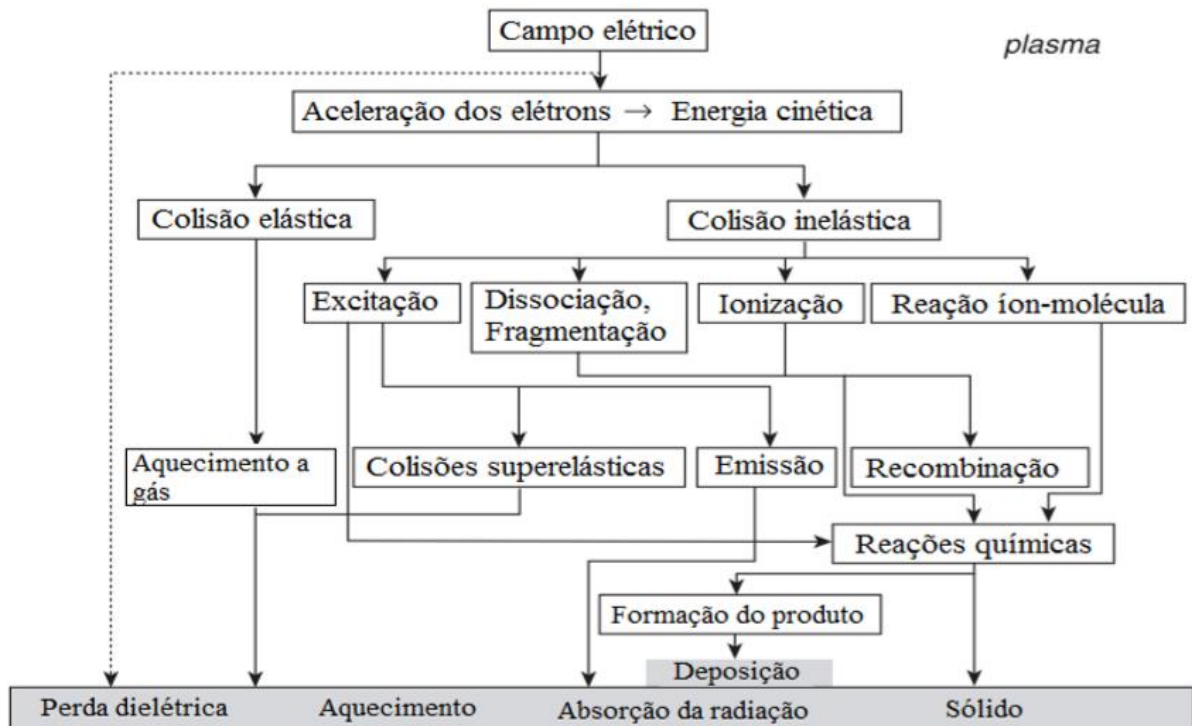 Campo elétrico
plasma
Aceleração dos elétrons → Energia cinética
Colisão elástica
Colisão inelástica
Excitação
Dissociação,
Fragmentação
Ionização
Reação íon-molécula
Aquecimento a
gás
Colisões superelásticas
Emissão
Recombinação
Reações químicas
Formação do produto
Deposição
Perda dielétrica
Aquecimento
Absorção da radiação
Sólido